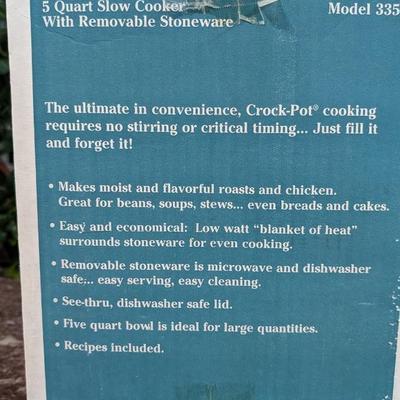 5 Quart Slow Cooker Model 335
With Removable Stoneware
The ultimate in convenience, Crock-Pot® cooking
requires no stirring or critical timing... Just fill it
and forget it!
• Makes moist and flavorful roasts and chicken.
Great for beans, soups, stews... even breads and cakes.
• Easy and economical: Low watt "blanket of heat"
surrounds stoneware for even cooking.
• Removable stoneware is microwave and dishwasher
safe,.. easy serving, easy cleaning.
• See-thru, dishwasher safe lid.
• Five quart bowl is ideal for large quantities.
• Recipes included.